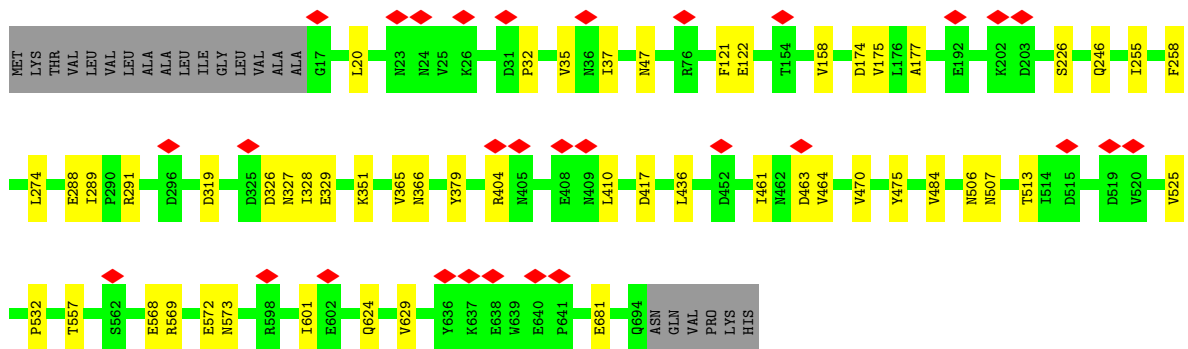 MET LYS THR VAL LEU VAL LEU ALA ALA LEU ILE GLY LEU VAL ALA ALA G17 L20 N23 N24 V25 K26 D31 P32 V35 N36 I37 N47 R76 F121 E122 T154 V158 D174 V175 L176 A177 E192 K202 D203 S226 Q246 I255 F258
L274 E288 I289 P290 R291 D296 D319 D325 D326 N327 I328 E329 K351 V365 N366 Y379 R404 N405 E408 N409 L410 D417 L436 D452 I461 N462 D463 V464 V470 Y475 V484 N506 N507 T513 I514 D515 D519 V520 V525
P532 T557 S562 E568 R569 E572 N573 R598 I601 E602 Q624 V629 Y636 K637 E638 W639 E640 P641 E681 Q694 ASN GLN VAL PRO LYS HIS